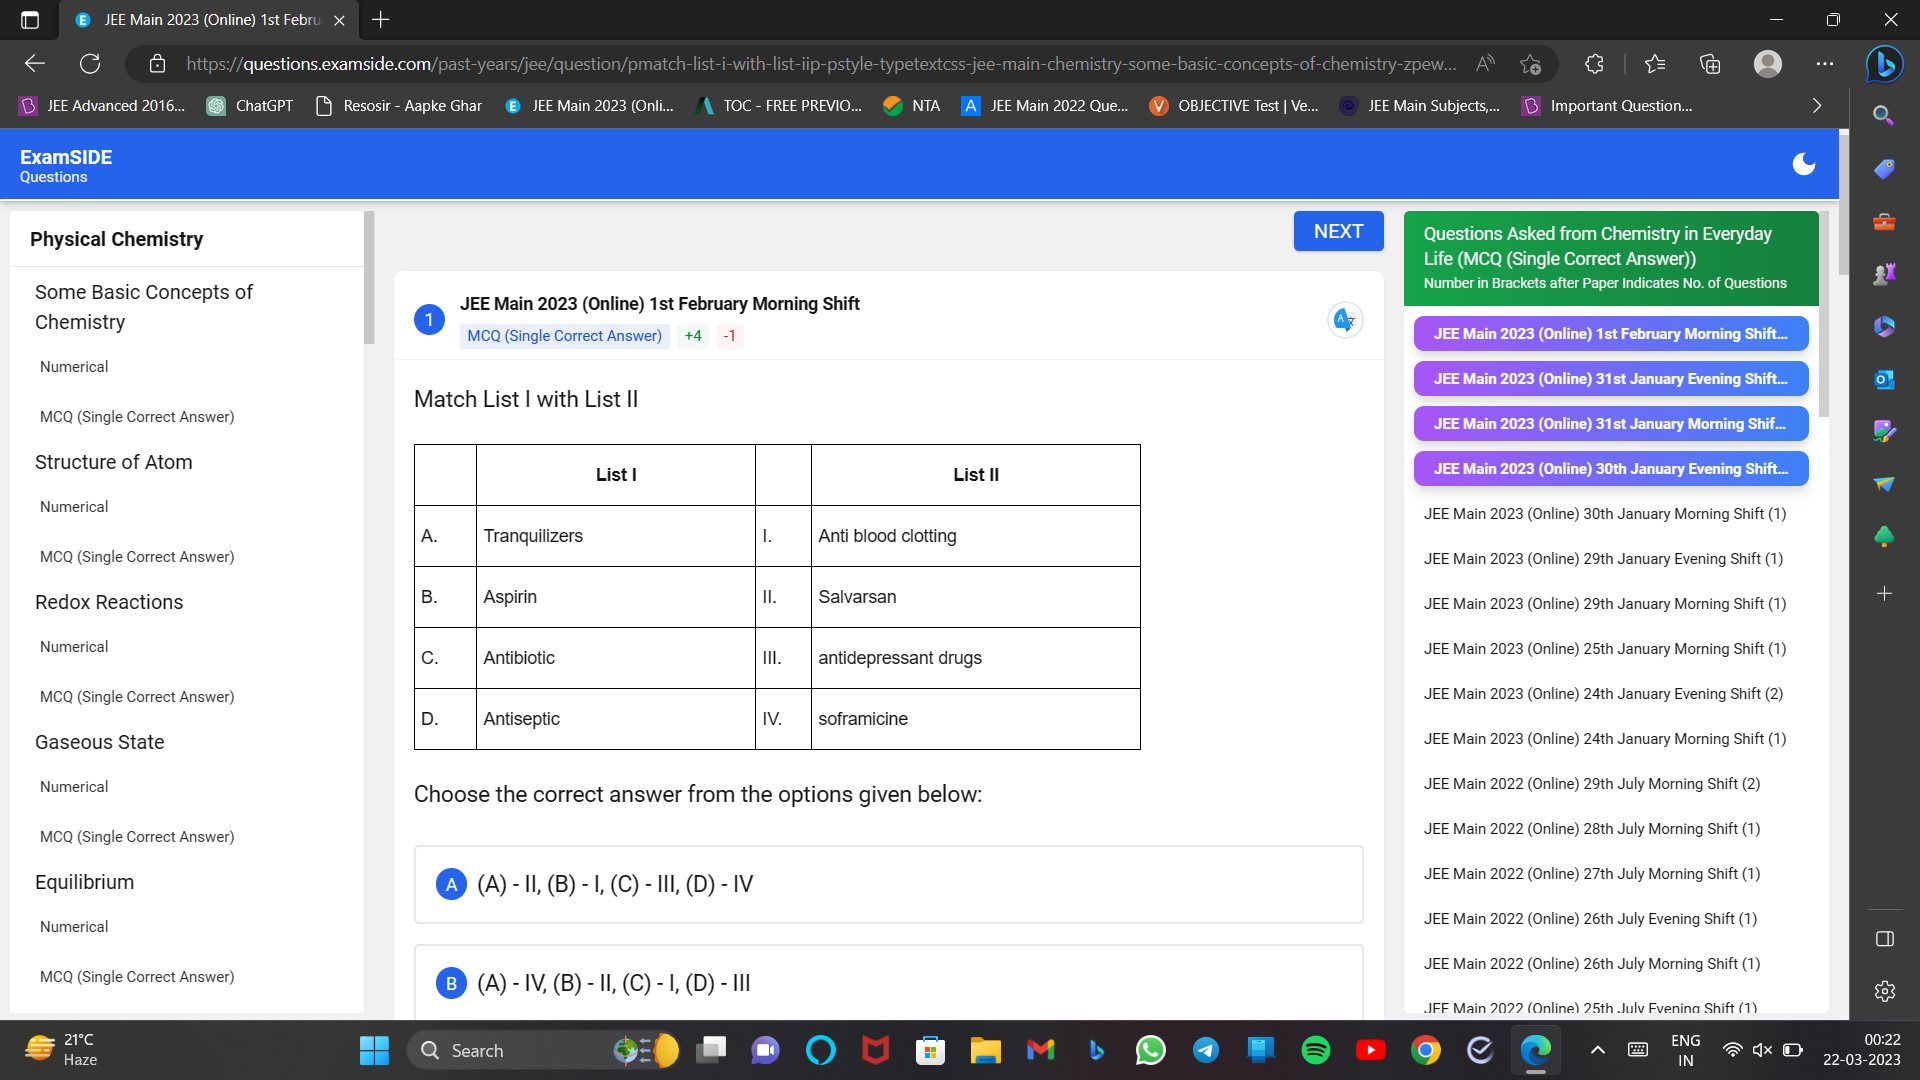 JEE Main 2023 (Online) 1st Febru
https://questions.examside.com/past-years/jee/question/pmatch-list-i-with-list-iip-pstyle-typetextcss-jee-main-chemistry-some-basic-concepts-of-chemistry-zpew...
JEE Advanced 2016...
ChatGPT
Resosir - Aapke Ghar
JEE Main 2023 (Onli...
TOC - FREE PREVIO...
NTA
JEE Main 2022 Que...
OBJECTIVE Test | Ve...
JEE Main Subjects,...
Important Question...
ExamSIDE
Questions
Physical Chemistry
Some Basic Concepts of
Chemistry
Numerical
MCQ (Single Correct Answer)
Structure of Atom
Numerical
MCQ (Single Correct Answer)
Redox Reactions
Numerical
MCQ (Single Correct Answer)
Gaseous State
Numerical
MCQ (Single Correct Answer)
Equilibrium
Numerical
MCQ (Single Correct Answer)
NEXT
1
JEE Main 2023 (Online) 1st February Morning Shift
MCQ (Single Correct Answer) +4 -1
Match List I with List II
List I List II
A. Tranquilizers I. Anti blood clotting
B. Aspirin II. Salvarsan
C. Antibiotic III. antidepressant drugs
D. Antiseptic IV. soframicine
Choose the correct answer from the options given below:
A (A) - II, (B) - I, (C) - III, (D) - IV
B (A) - IV, (B) - II, (C) - I, (D) - III
Questions Asked from Chemistry in Everyday
Life (MCQ (Single Correct Answer))
Number in Brackets after Paper Indicates No. of Questions
JEE Main 2023 (Online) 1st February Morning Shift...
JEE Main 2023 (Online) 31st January Evening Shift...
JEE Main 2023 (Online) 31st January Morning Shif...
JEE Main 2023 (Online) 30th January Evening Shift...
JEE Main 2023 (Online) 30th January Morning Shift (1)
JEE Main 2023 (Online) 29th January Evening Shift (1)
JEE Main 2023 (Online) 29th January Morning Shift (1)
JEE Main 2023 (Online) 25th January Morning Shift (1)
JEE Main 2023 (Online) 24th January Evening Shift (2)
JEE Main 2023 (Online) 24th January Morning Shift (1)
JEE Main 2022 (Online) 29th July Morning Shift (2)
JEE Main 2022 (Online) 28th July Morning Shift (1)
JEE Main 2022 (Online) 27th July Morning Shift (1)
JEE Main 2022 (Online) 26th July Evening Shift (1)
JEE Main 2022 (Online) 26th July Morning Shift (1)
JEE Main 2022 (Online) 25th July Evening Shift (1)
21°C
Haze
Search
ENG
IN
00:22
22-03-2023